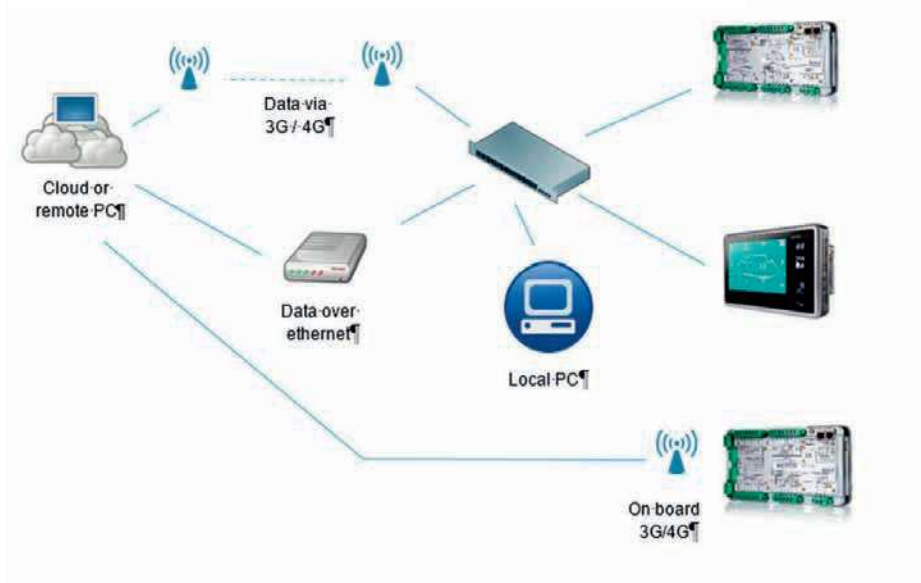 Data·via·
3G·/·4G¶
Cloud·or·
remote·PC¶
Data·over·
ethernet¶
Local·PC¶
On·board
3G/4G¶